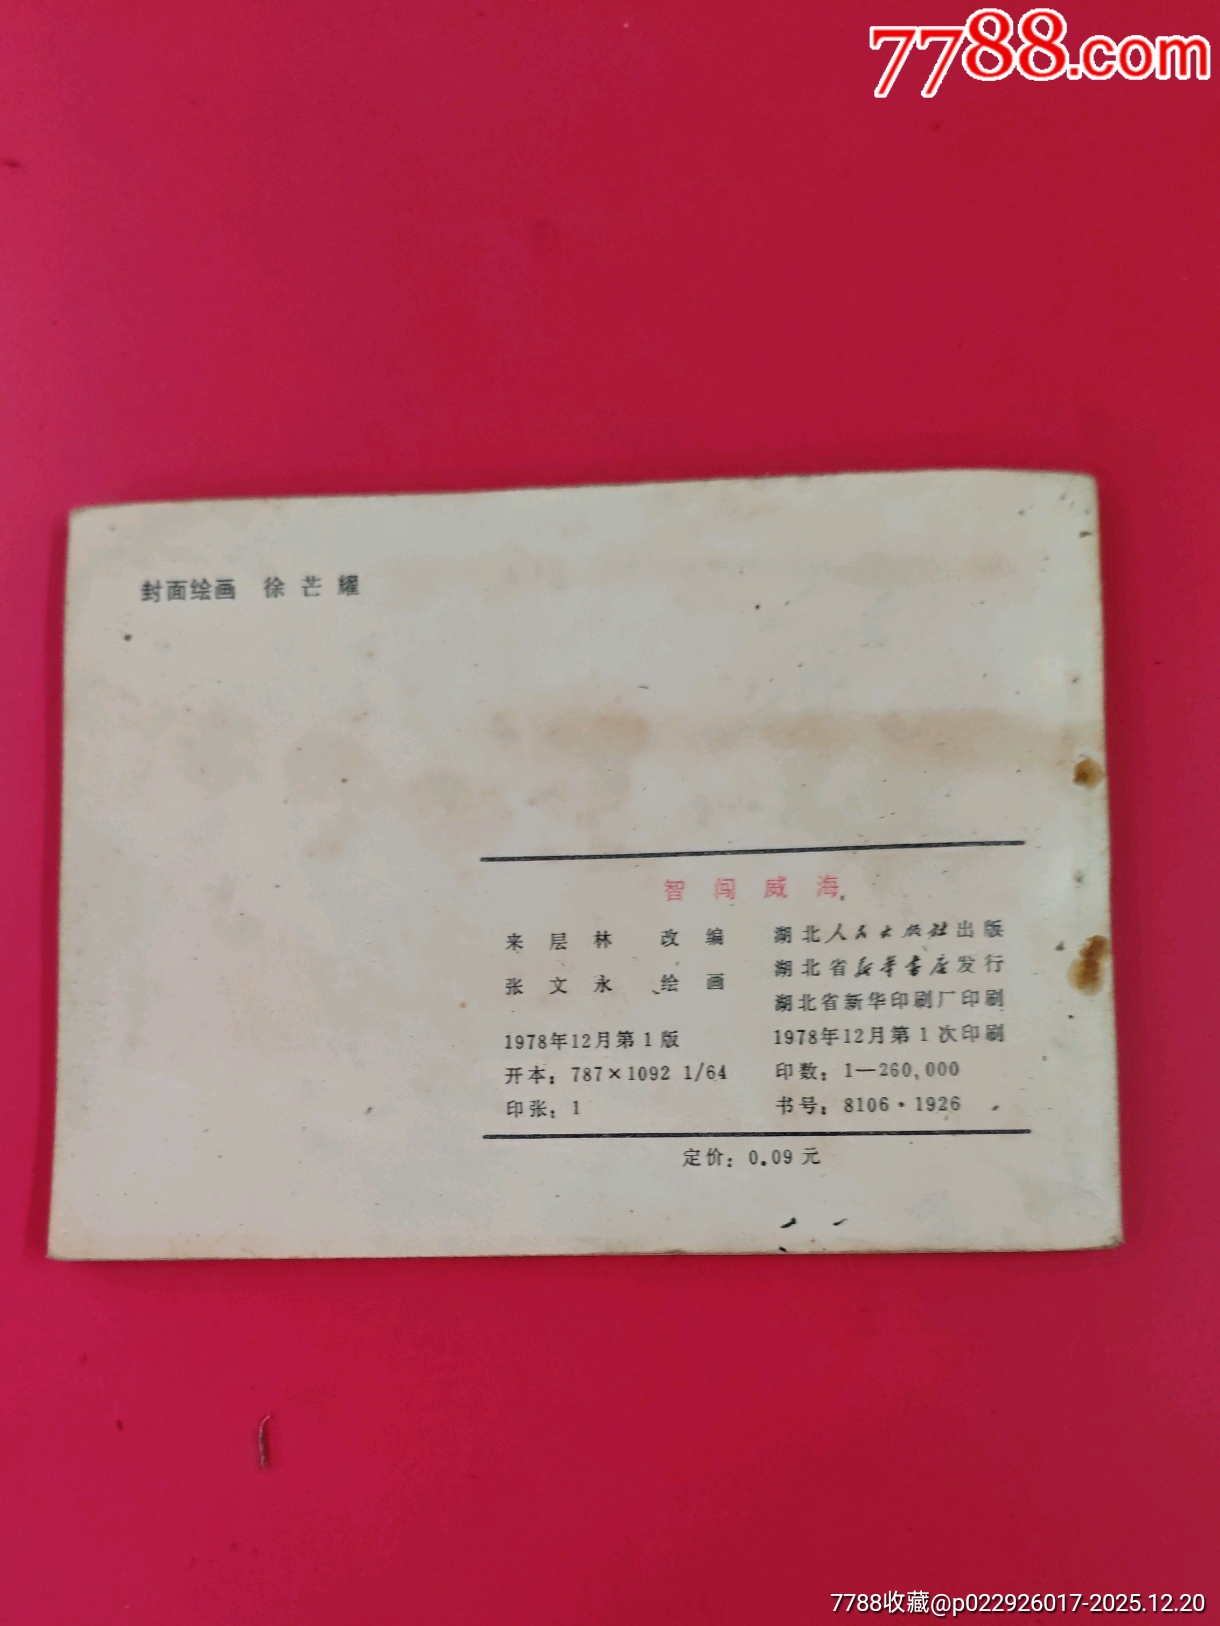 7788.com
封面绘画 徐芒耀
智闯威海
来层林 改编
张文永 绘画
1978年12月第1版
开本：787×1092 1/64
印张：1
湖北人民出版社出版
湖北省新华书店发行
湖北省新华印刷厂印刷
1978年12月第1次印刷
印数：1—260,000
书号：8106·1926
定价：0.09元
7788收藏@p022926017-2025.12.20